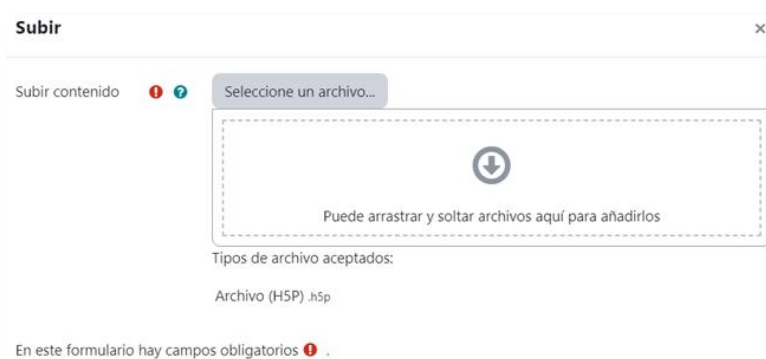 Subir
×
Subir contenido
Seleccione un archivo...
Puede arrastrar y soltar archivos aquí para añadirlos
Tipos de archivo aceptados:
Archivo (H5P) .h5p
En este formulario hay campos obligatorios .